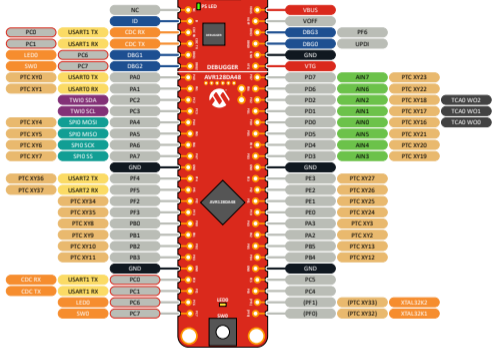 NC PS LED VBUS
ID VOFF
PC0 USART1 TX CDC RX DBG3 PF6
PC1 USART1 RX CDC TX DBG0 UPDI
LED0 PC6 DBG1 GND
SW0 PC7 DBG2 DEBUGGER VTG
PTC XY0 USART0 TX PA0 AVR128DA48 PD7 AIN7 PTC XY23
PTC XY1 USART0 RX PA1 PD6 AIN6 PTC XY22
TWI0 SDA PC2 PD2 AIN2 PTC XY18 TCA0 WO2
TWI0 SCL PC3 PD1 AIN1 PTC XY17 TCA0 WO1
PTC XY4 SPI0 MOSI PA4 PD0 AIN0 PTC XY16 TCA0 WO0
PTC XY5 SPI0 MISO PA5 PD5 AIN5 PTC XY21
PTC XY6 SPI0 SCK PA6 PD4 AIN4 PTC XY20
PTC XY7 SPI0 SS PA7 PD3 AIN3 PTC XY19
GND GND
PTC XY36 USART2 TX PF4 PE3 PTC XY27
PTC XY37 USART2 RX PF5 PE2 PTC XY26
PTC XY34 PF2 AVR128DA48 PE1 PTC XY25
PTC XY35 PF3 PE0 PTC XY24
PTC XY8 PB0 PA3 PTC XY3
PTC XY9 PB1 PA2 PTC XY2
PTC XY10 PB2 PB5 PTC XY13
PTC XY11 PB3 PB4 PTC XY12
GND GND
CDC RX USART1 TX PC0 PC5
CDC TX USART1 RX PC1 PC4
LED0 PC6 LED0 (PF1) (PTC XY33) XTAL32K2
SW0 PC7 SW0 (PF0) (PTC XY32) XTAL32K1